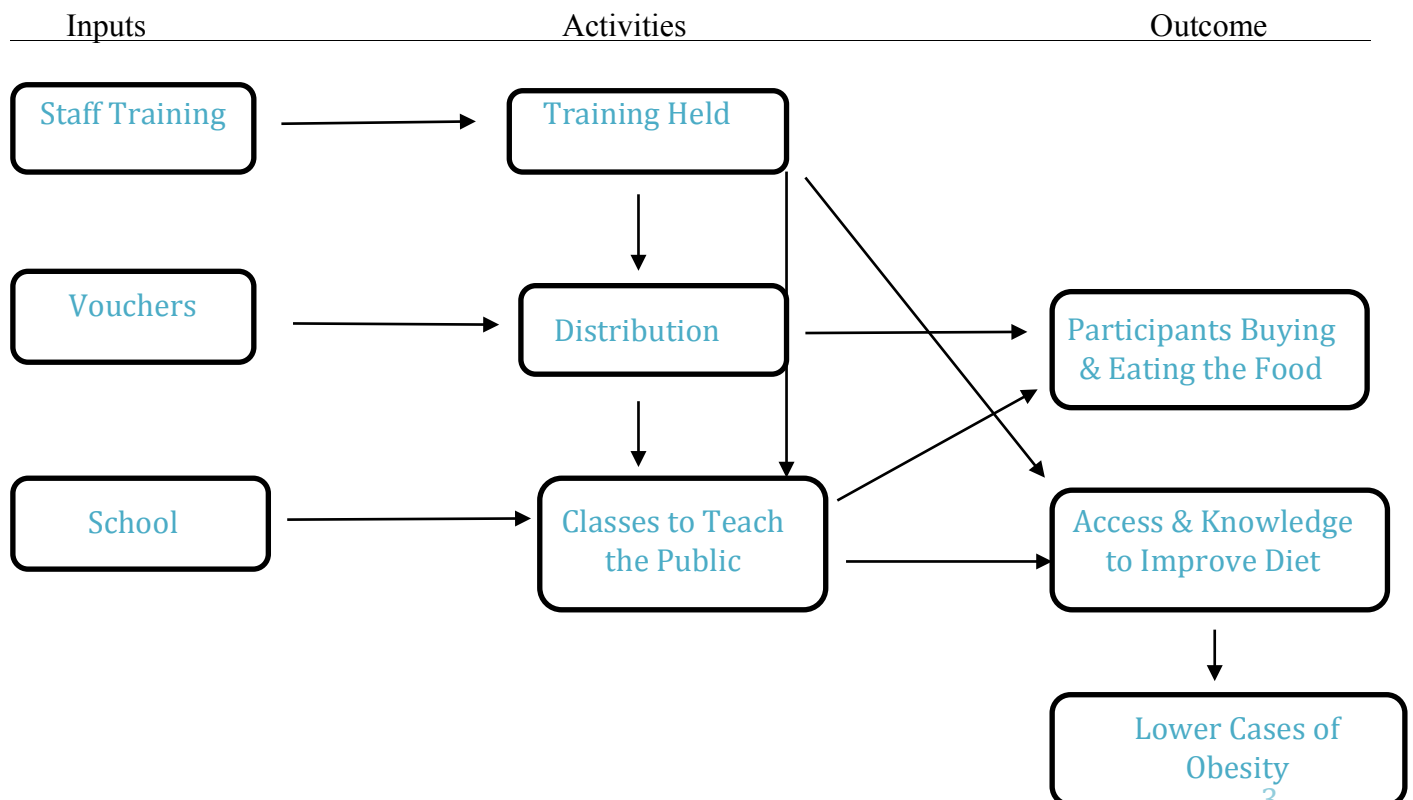 Inputs Activities Outcome
Staff Training Training Held
Vouchers Distribution Participants Buying
& Eating the Food
School Classes to Teach
the Public
Access & Knowledge
to Improve Diet
Lower Cases of
Obesity
3